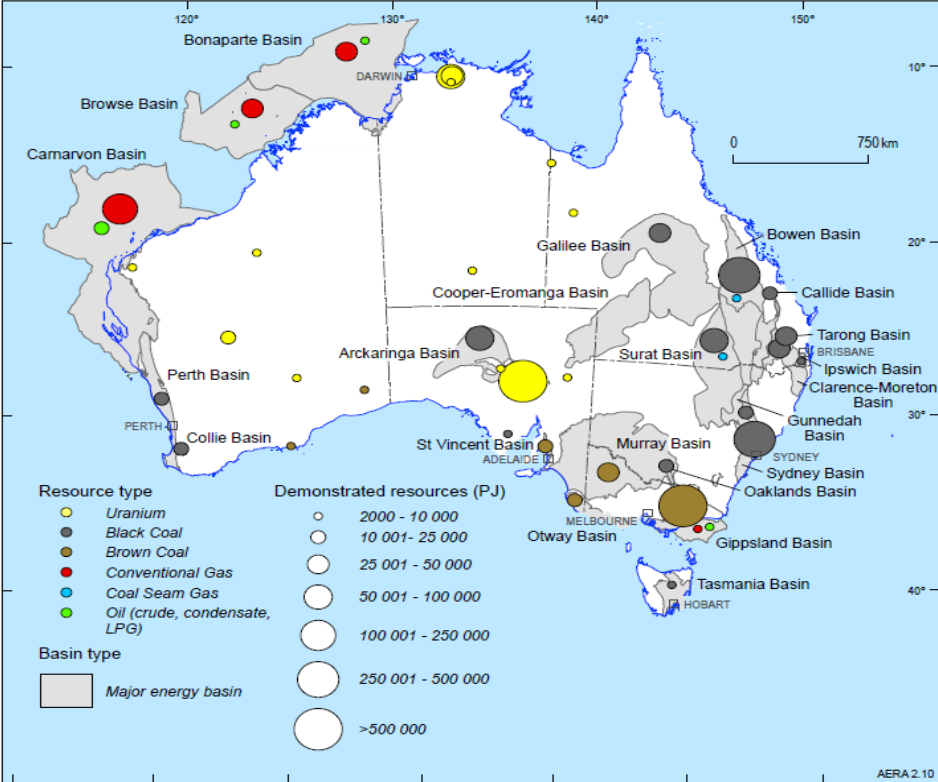 120°
130°
140°
150°
Bonaparte Basin
DARWIN
10°
Browse Basin
Carnarvon Basin
0
750 km
Bowen Basin
Galilee Basin
20°
Cooper-Eromanga Basin
Callide Basin
Tarong Basin
Arckaringa Basin
Surat Basin
BRISBANE
Ipswich Basin
Perth Basin
Clarence-Moreton
Basin
30°
Gunnedah
Basin
PERTH
Collie Basin
St Vincent Basin
Murray Basin
ADELAIDE
SYDNEY
Sydney Basin
Oaklands Basin
MELBOURNE
Otway Basin
Gippsland Basin
Tasmania Basin
40°
HOBART
Resource type
Uranium
Black Coal
Brown Coal
Conventional Gas
Coal Seam Gas
Oil (crude, condensate,
LPG)
Basin type
Major energy basin
Demonstrated resources (PJ)
2000 - 10 000
10 001- 25 000
25 001 - 50 000
50 001 - 100 000
100 001 - 250 000
250 001 - 500 000
>500 000
AERA 2.10